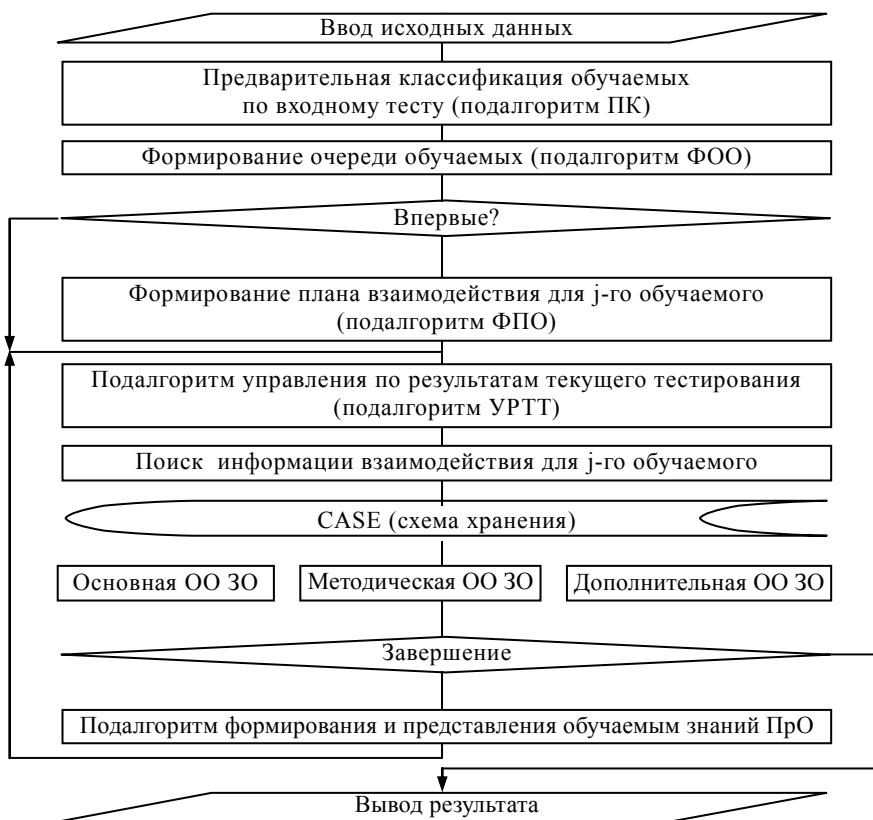 Ввод исходных данных
Предварительная классификация обучаемых
по входному тесту (подалгоритм ПК)
Формирование очереди обучаемых (подалгоритм ФОО)
Впервые?
Формирование плана взаимодействия для j-го обучаемого
(подалгоритм ФПО)
Подалгоритм управления по результатам текущего тестирования
(подалгоритм УРТТ)
Поиск информации взаимодействия для j-го обучаемого
CASE (схема хранения)
Основная ОО ЗО
Методическая ОО ЗО
Дополнительная ОО ЗО
Завершение
Подалгоритм формирования и представления обучаемым знаний ПрО
Вывод результата